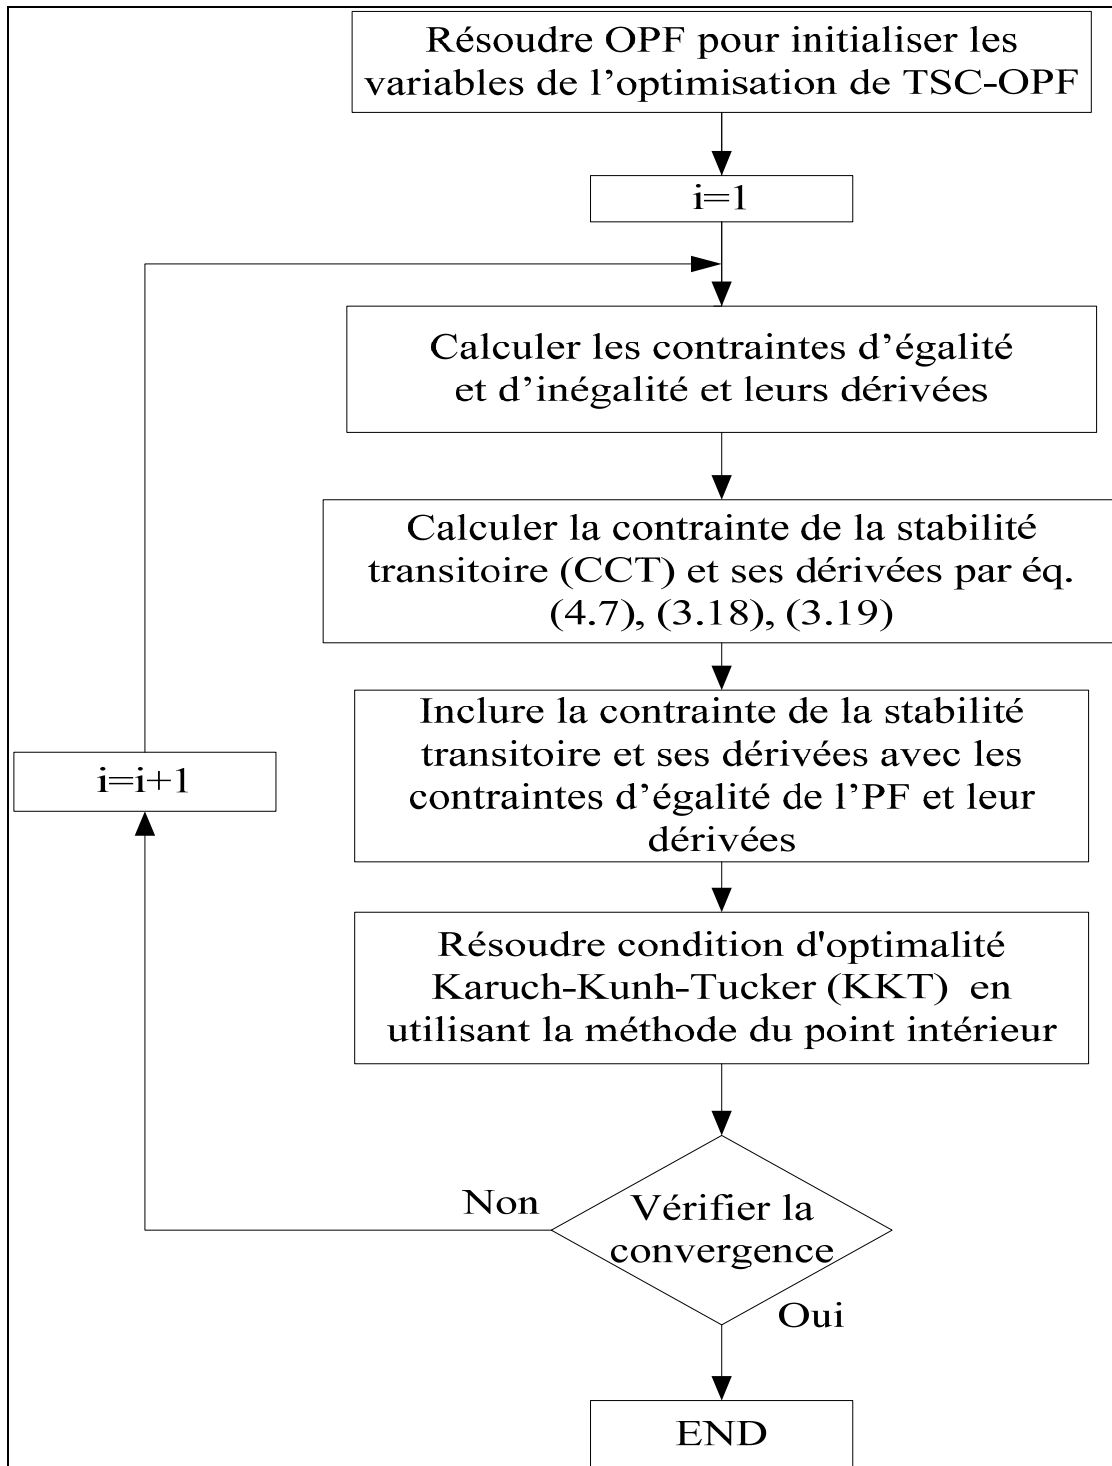 Résoudre OPF pour initialiser les
variables de l’optimisation de TSC-OPF
i=1
Calculer les contraintes d’égalité
et d’inégalité et leurs dérivées
Calculer la contrainte de la stabilité
transitoire (CCT) et ses dérivées par éq.
(4.7), (3.18), (3.19)
Inclure la contrainte de la stabilité
transitoire et ses dérivées avec les
contraintes d’égalité de l’PF et leur
dérivées
i=i+1
Résoudre condition d'optimalité
Karuch-Kunh-Tucker (KKT) en
utilisant la méthode du point intérieur
Non
Vérifier la
convergence
Oui
END